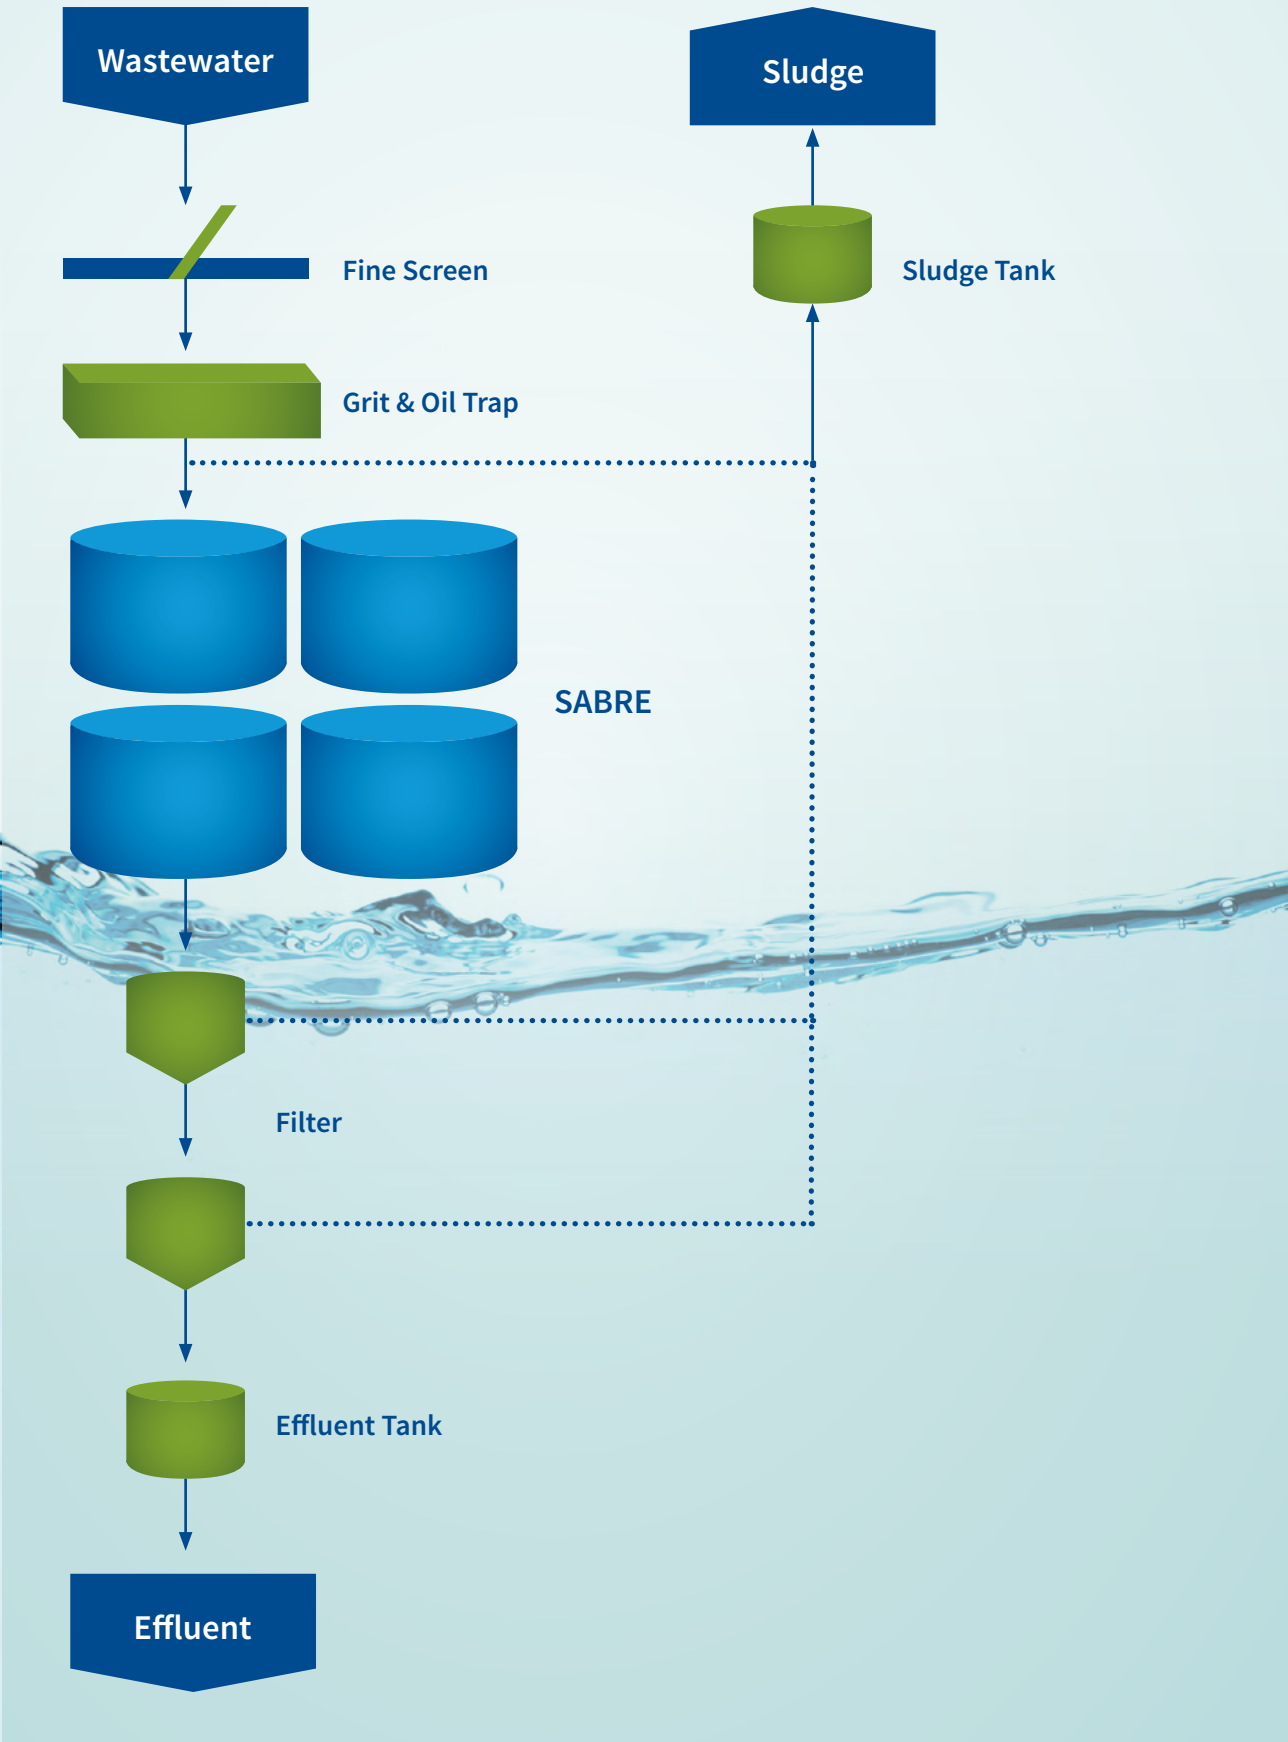 Wastewater
Sludge
Fine Screen
Sludge Tank
Grit & Oil Trap
SABRE
Filter
Effluent Tank
Effluent